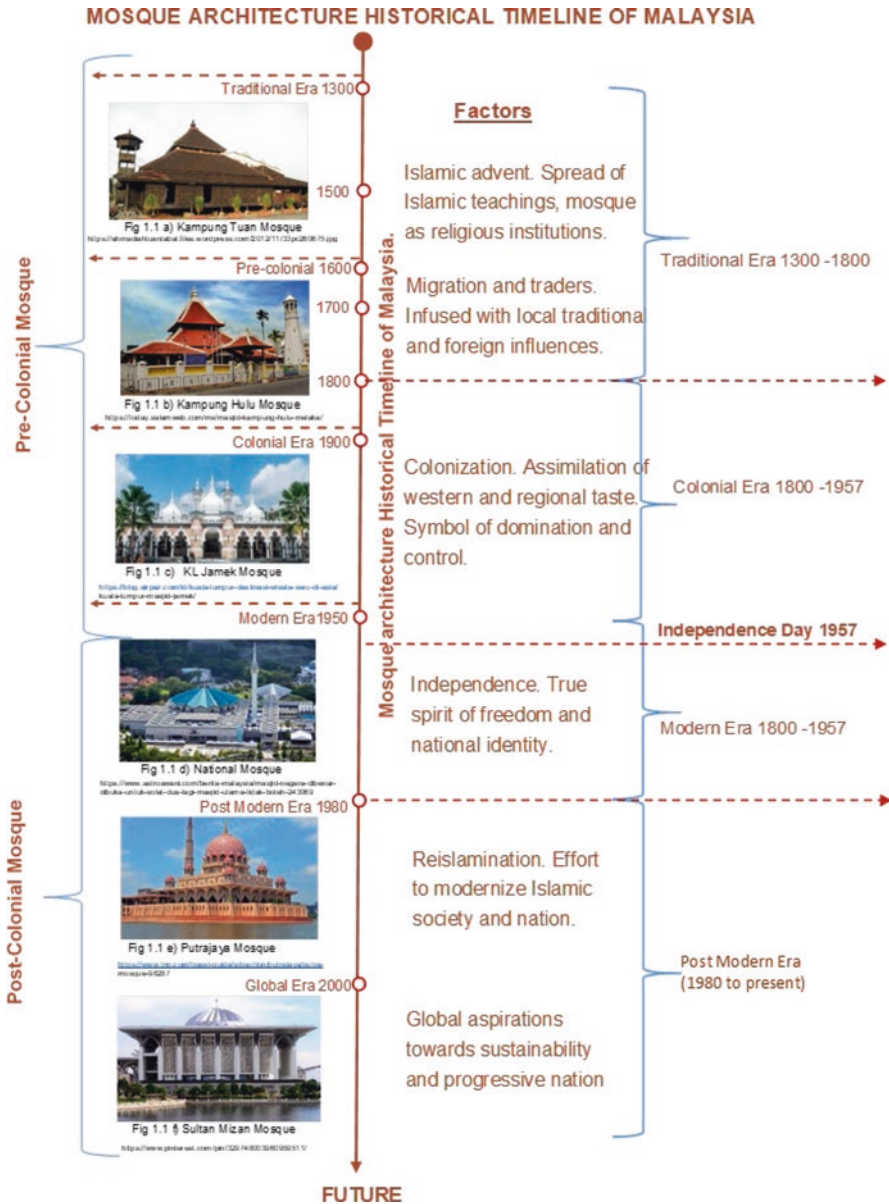 MOSQUE ARCHITECTURE HISTORICAL TIMELINE OF MALAYSIA
Pre-Colonial Mosque
Traditional Era 1300
Fig 1.1 a) Kampung Tuan Mosque
1500
Pre-colonial 1600
1700
1800
Fig 1.1 b) Kampung Hulu Mosque
Colonial Era 1900
Fig 1.1 c) KL Jamek Mosque
kuala-lumpur-masjid-jamek/
Modern Era 1950
Post-Colonial Mosque
Fig 1.1 d) National Mosque
Post Modern Era 1980
Fig 1.1 e) Putrajaya Mosque
Global Era 2000
Fig 1.1 f) Sultan Mizan Mosque
FUTURE
Mosque architecture Historical Timeline of Malaysia.
Factors
Islamic advent. Spread of
Islamic teachings, mosque
as religious institutions.
Migration and traders.
Infused with local traditional
and foreign influences.
Colonization. Assimilation of
western and regional taste.
Symbol of domination and
control.
Independence. True
spirit of freedom and
national identity.
Reislamination. Effort
to modernize Islamic
society and nation.
Global aspirations
towards sustainability
and progressive nation
Traditional Era 1300 -1800
Colonial Era 1800 -1957
Independence Day 1957
Modern Era 1800 -1957
Post Modern Era
(1980 to present)